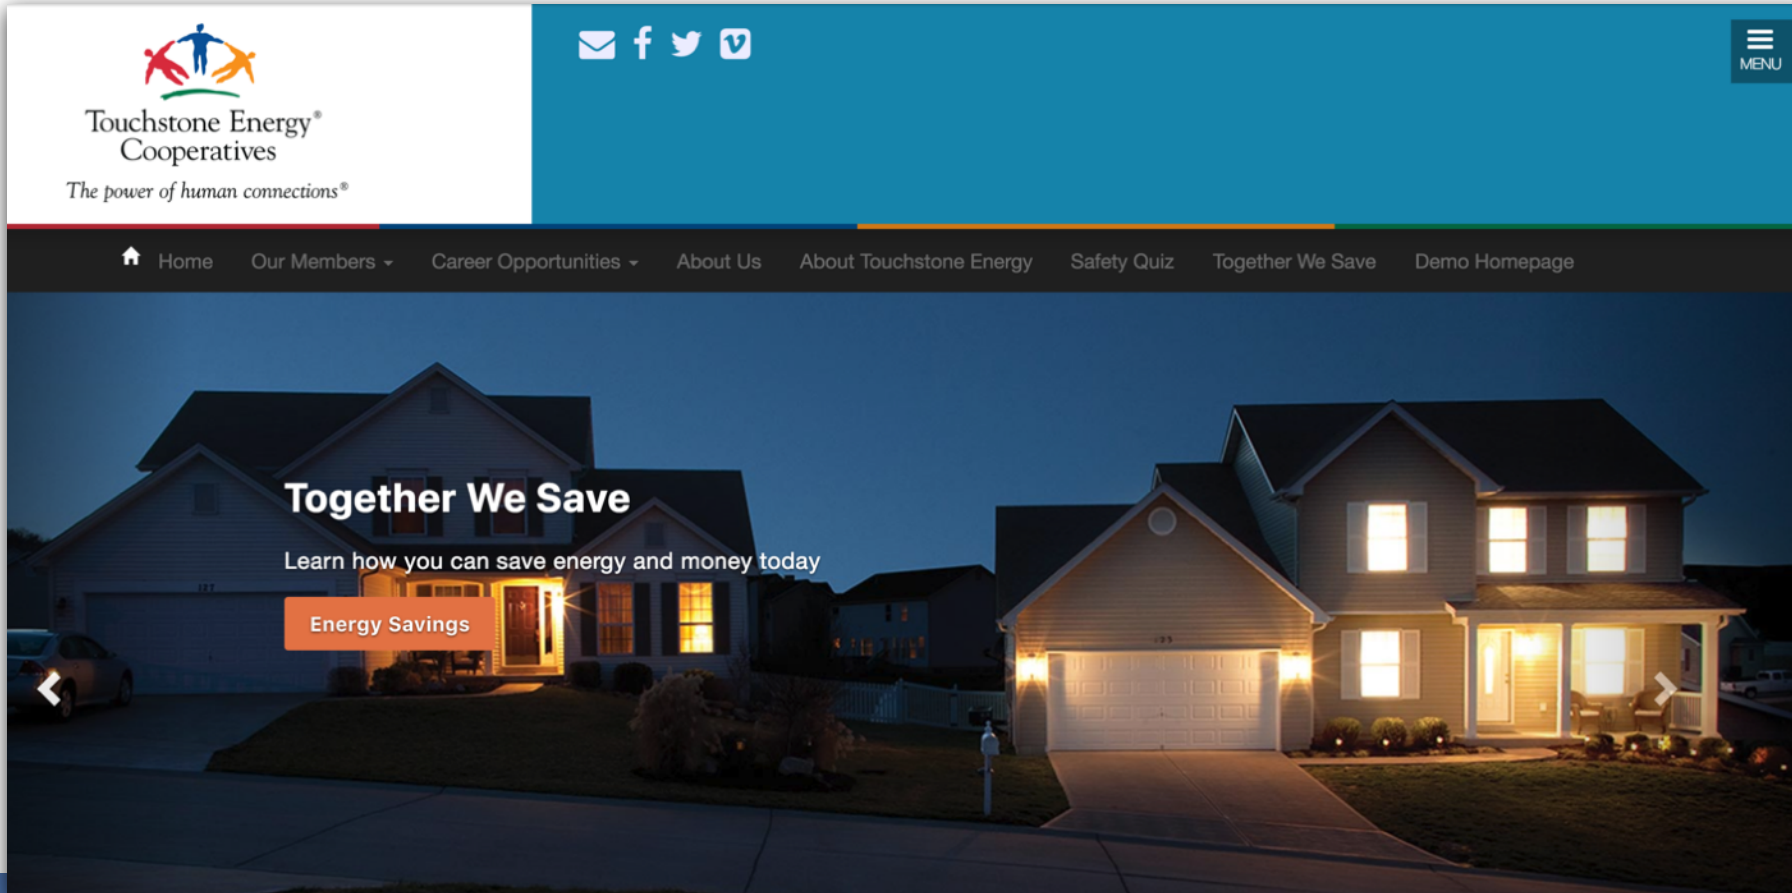 Touchstone Energy®
Cooperatives
The power of human connections®
MENU
Home Our Members Career Opportunities About Us About Touchstone Energy Safety Quiz Together We Save Demo Homepage
Together We Save
Learn how you can save energy and money today
Energy Savings
127